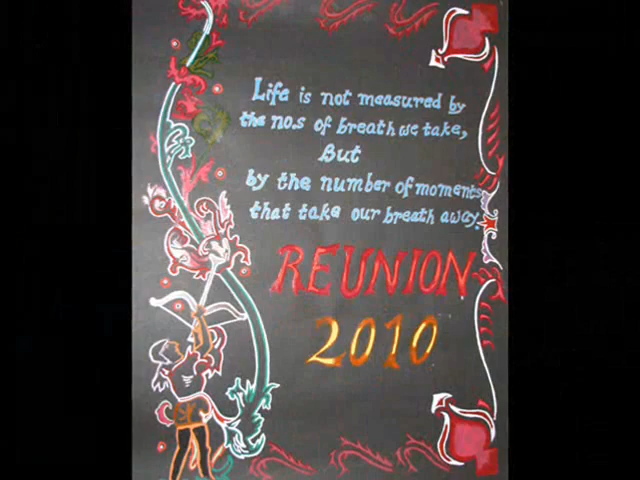 Life is not measured by
the no.s of breath we take,
But
by the number of moments
that take our breath away.
REUNION
2010